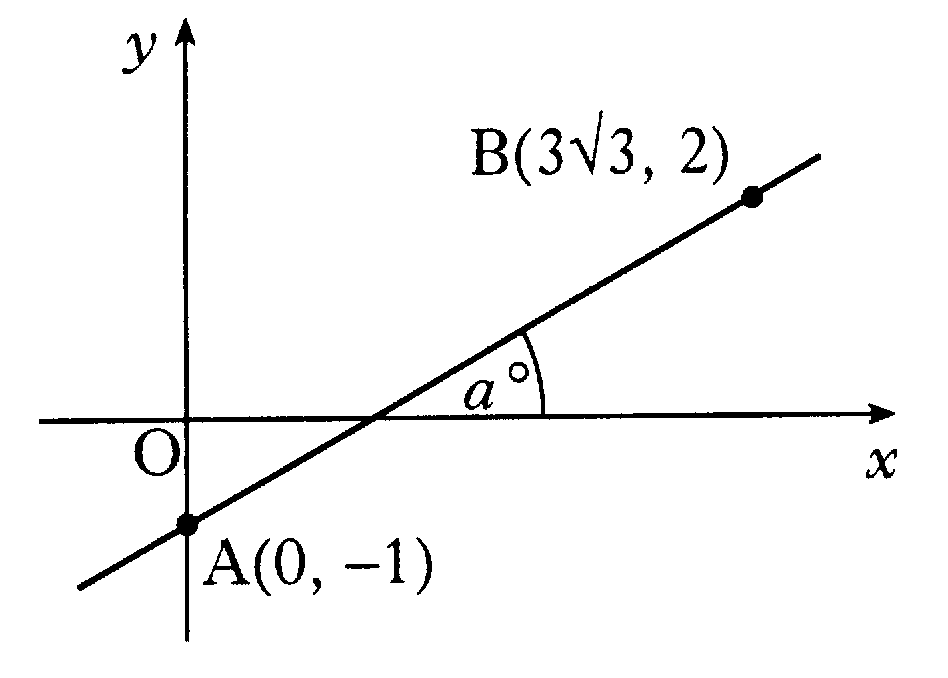 y
B(3√3, 2)
a°
O
x
A(0, –1)